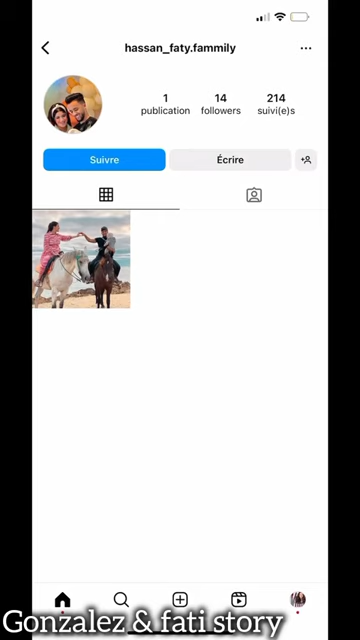 hassan_faty.fammily
1 14 214
publication followers suivi(e)s
Suivre Écrire
Gonzalez & fati story